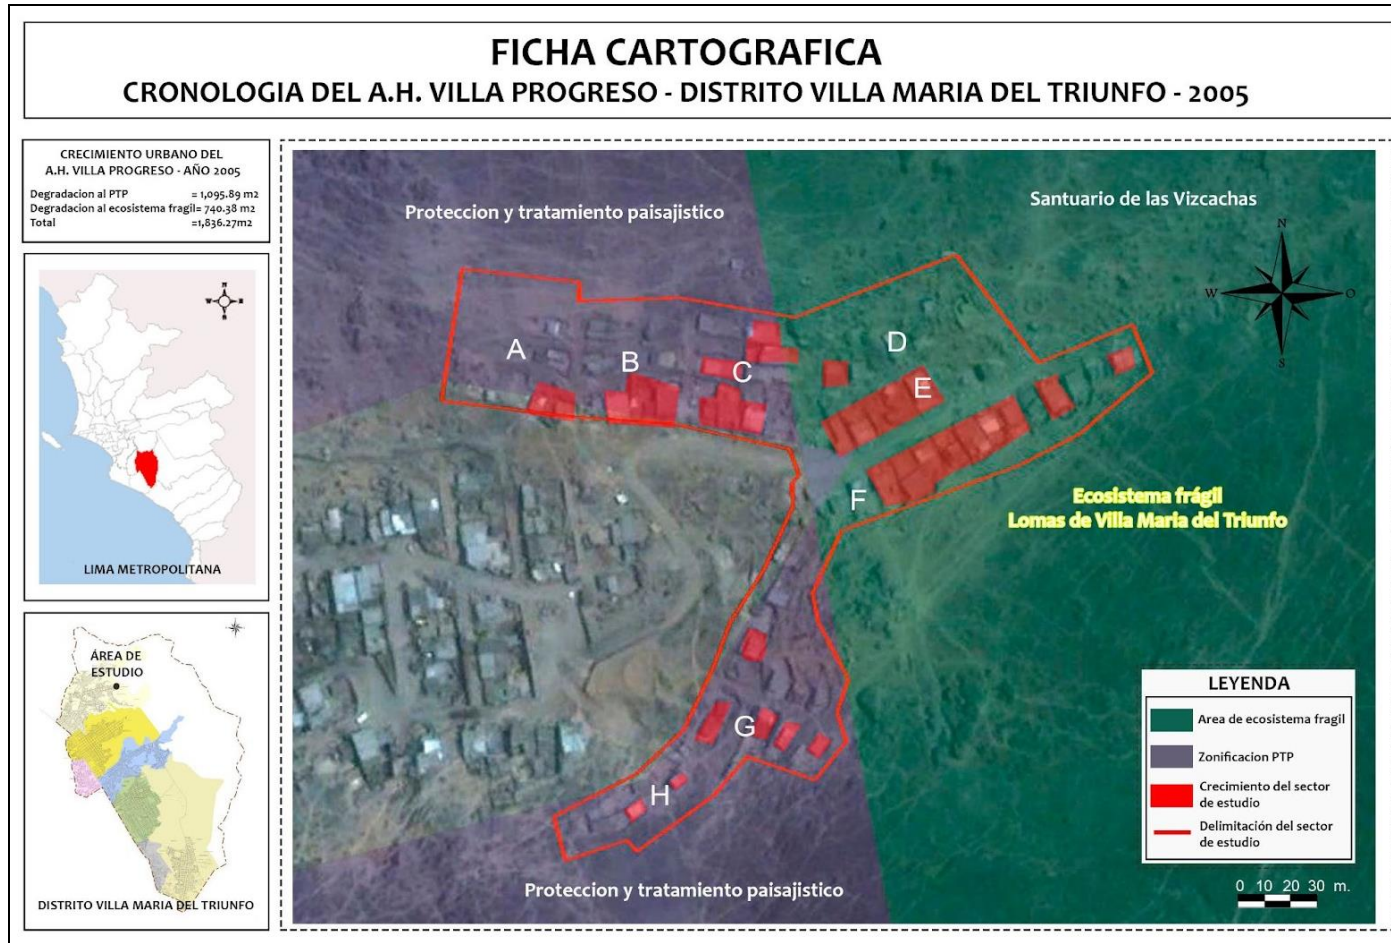 FICHA CARTOGRAFICA
CRONOLOGIA DEL A.H. VILLA PROGRESO - DISTRITO VILLA MARIA DEL TRIUNFO - 2005
CRECIMIENTO URBANO DEL
A.H. VILLA PROGRESO - AÑO 2005
Degradacion al PTP = 1,095.89 m2
Degradacion al ecosistema fragil= 740.38 m2
Total =1,836.27m2
LIMA METROPOLITANA
ÁREA DE
ESTUDIO
DISTRITO VILLA MARIA DEL TRIUNFO
Proteccion y tratamiento paisajistico
Santuario de las Vizcachas
N
W
O
S
A
B
C
D
E
F
G
H
Ecosistema frágil
Lomas de Villa Maria del Triunfo
Proteccion y tratamiento paisajistico
LEYENDA
Area de ecosistema fragil
Zonificacion PTP
Crecimiento del sector
de estudio
Delimitación del sector
de estudio
0 10 20 30 m.